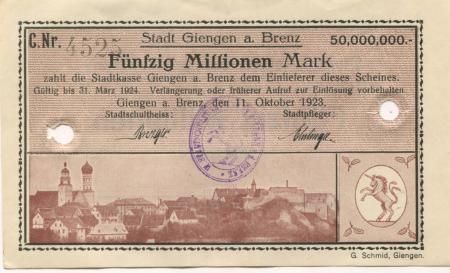 C.Nr. 4525 Stadt Giengen a. Brenz 50,000,000.-
Fünfzig Millionen Mark
zahlt die Stadtkasse Giengen a. Brenz dem Einlieferer dieses Scheines.
Gültig bis 31. März 1924. Verlängerung oder früherer Aufruf zur Einlösung vorbehalten
Giengen a. Brenz, den 11. Oktober 1923.
Stadtschultheiss: Stadtpfleger:
G. Schmid, Giengen.